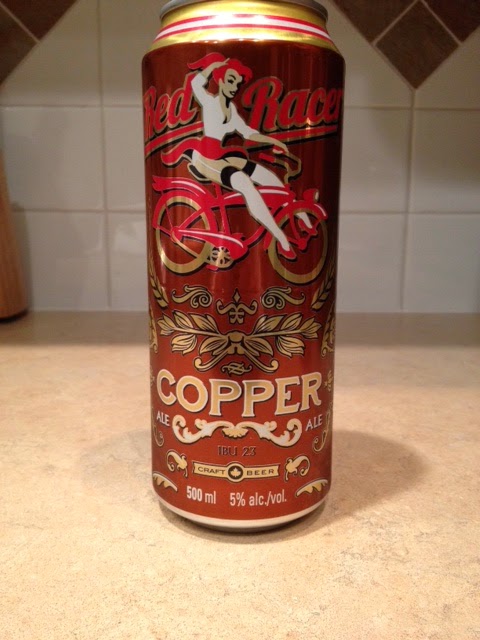 Red Racer
COPPER
ALE ALE
IBU 23
CRAFT BEER
500 ml 5% alc./vol.